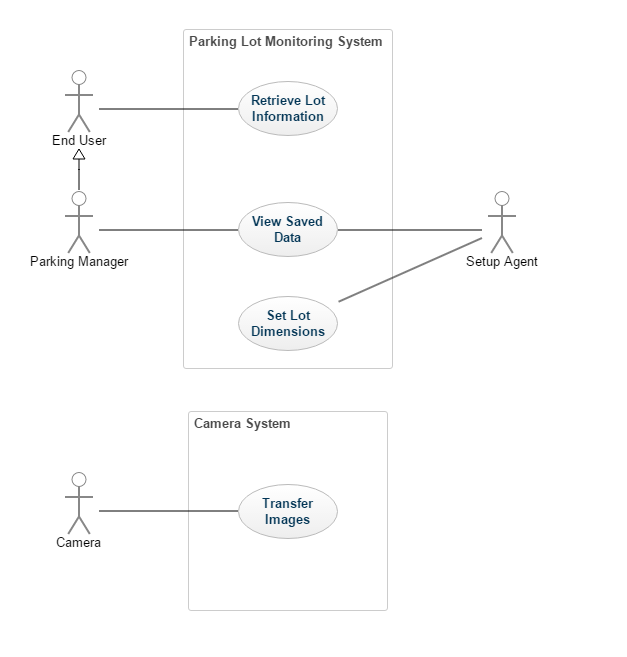 Parking Lot Monitoring System
Retrieve Lot
Information
End User
View Saved
Data
Parking Manager
Setup Agent
Set Lot
Dimensions
Camera System
Transfer
Images
Camera